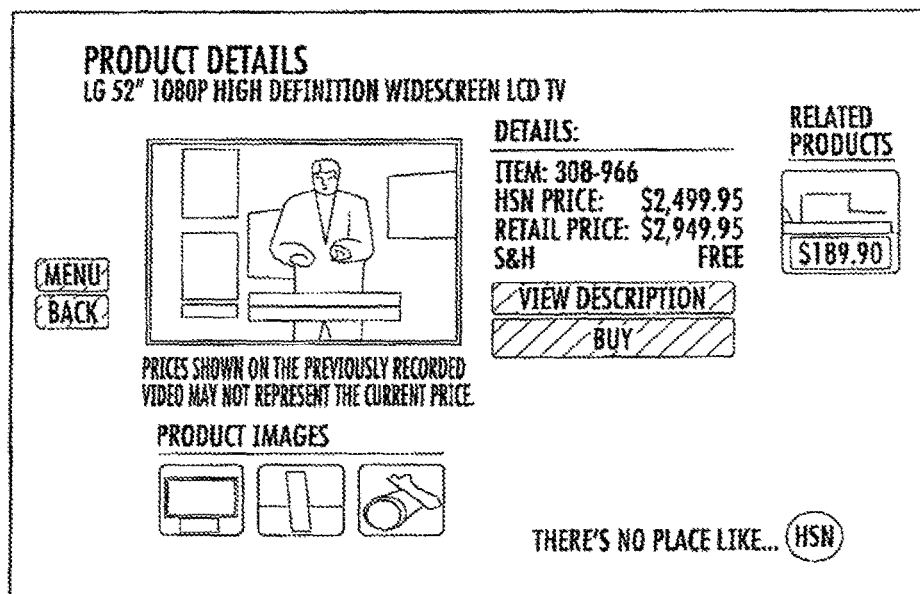 PRODUCT DETAILS
LG 52" 1080P HIGH DEFINITION WIDESCREEN LCD TV
MENU
BACK
PRICES SHOWN ON THE PREVIOUSLY RECORDED
VIDEO MAY NOT REPRESENT THE CURRENT PRICE.
PRODUCT IMAGES
DETAILS:
ITEM: 308-966
HSN PRICE: $2,499.95
RETAIL PRICE: $2,949.95
S&H FREE
VIEW DESCRIPTION
BUY
RELATED
PRODUCTS
$189.90
THERE'S NO PLACE LIKE... HSN